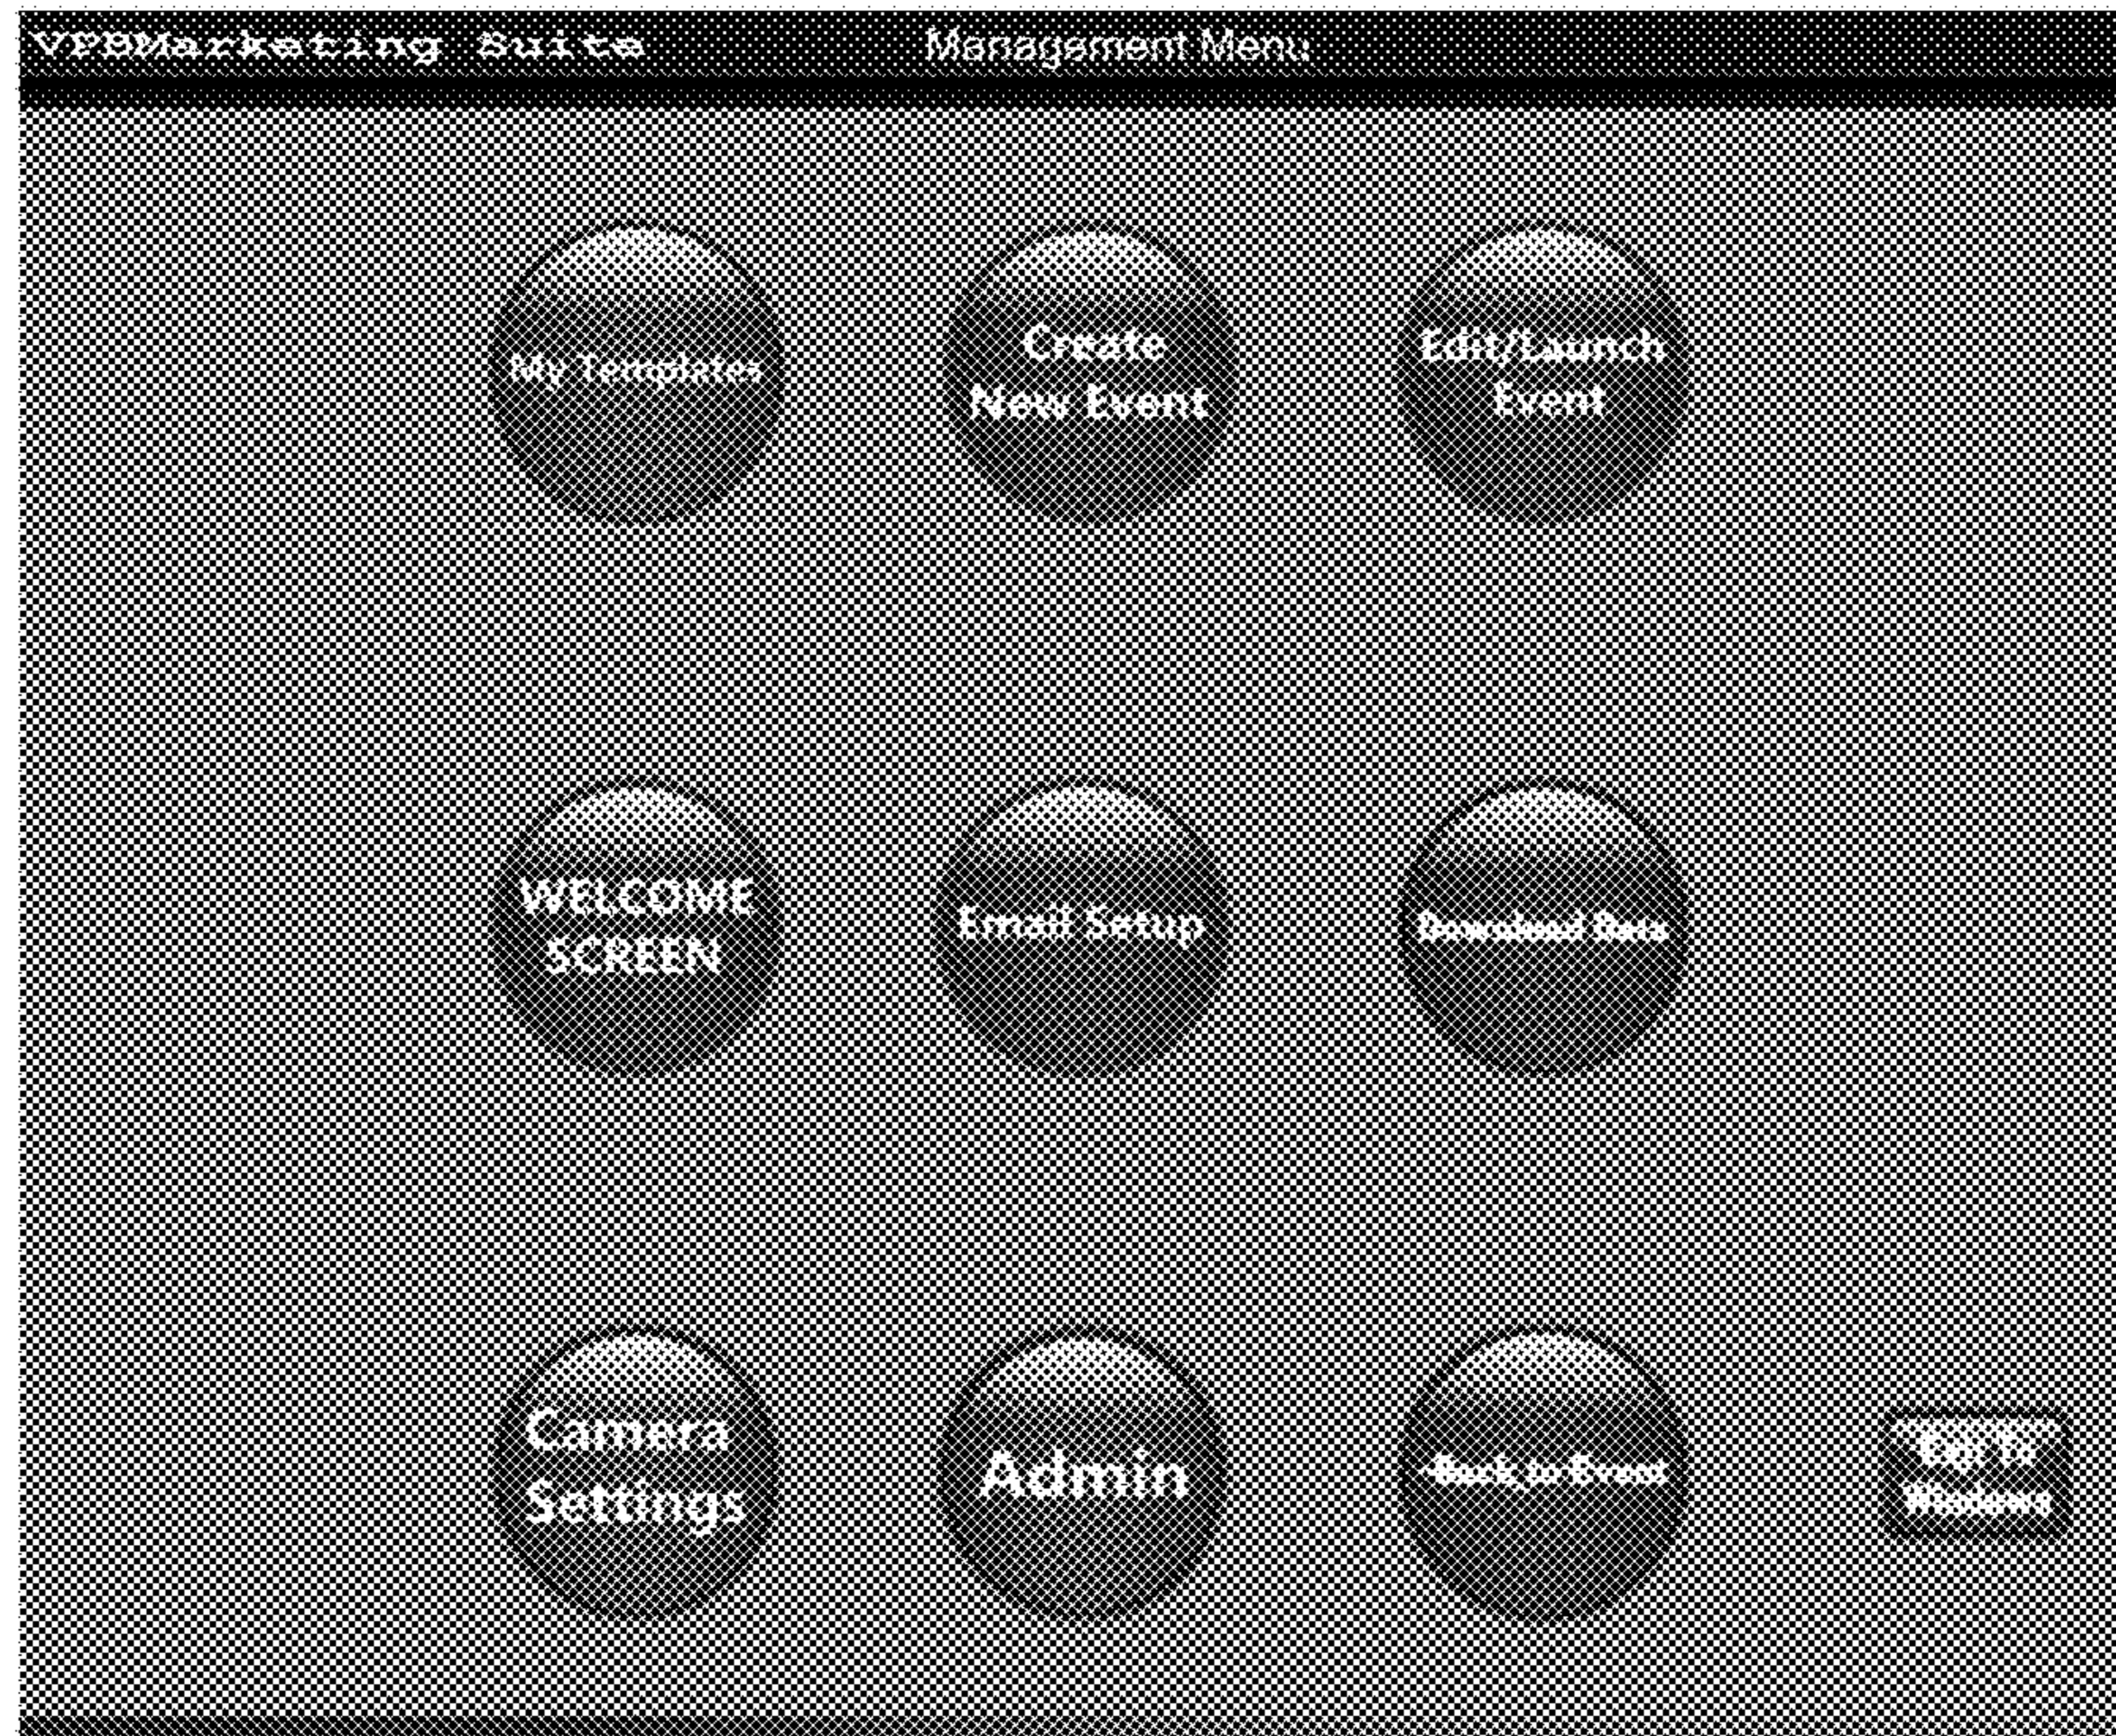 VPBMarketing Suite
Management Menu
My Templates
Create
New Event
Edit/Launch
Event
WELCOME
SCREEN
Email Setup
Download Data
Camera
Settings
Admin
Back to Event
Exit To
Windows